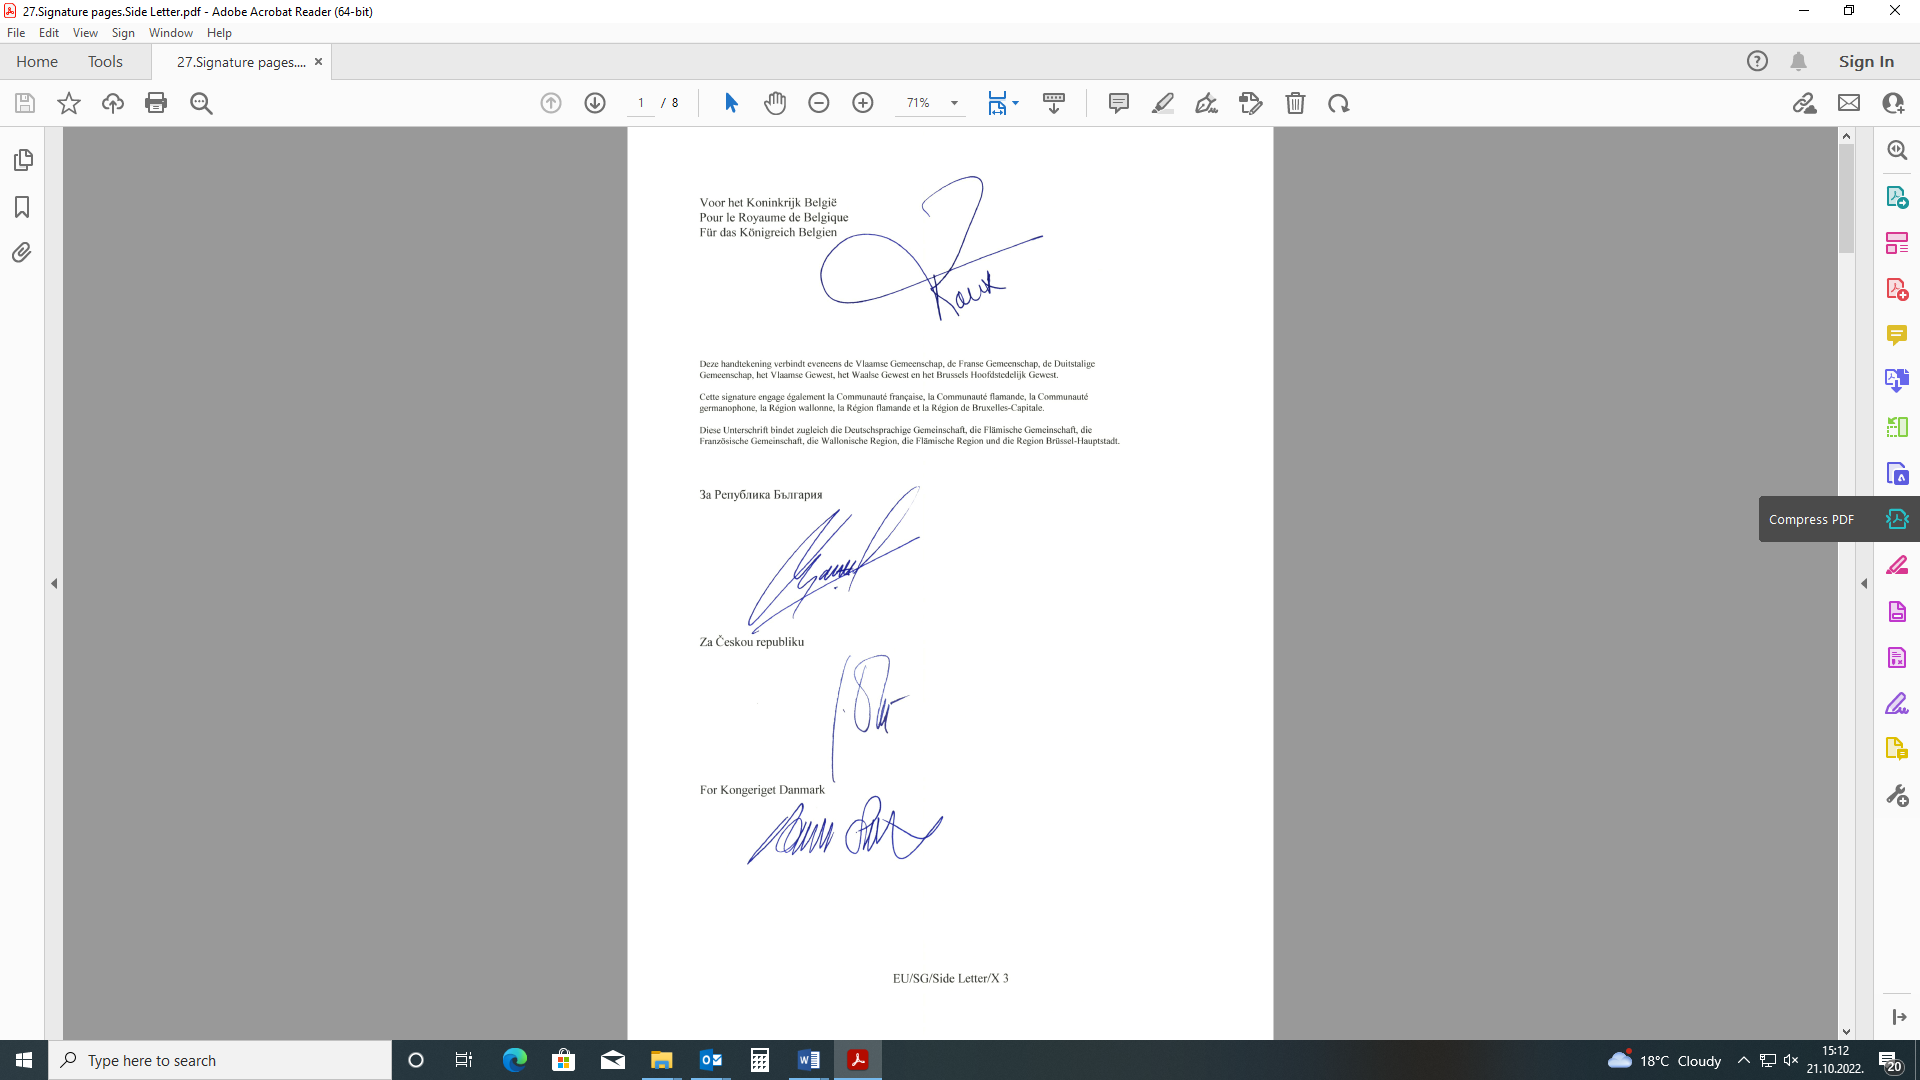 27.Signature pages.Side Letter.pdf - Adobe Acrobat Reader (64-bit)
File Edit View Sign Window Help
Home Tools 27.Signature pages.... Sign In
1 / 8 71%
Voor het Koninkrijk België
Pour le Royaume de Belgique
Für das Königreich Belgien
Deze handtekening verbindt eveneens de Vlaamse Gemeenschap, de Franse Gemeenschap, de Duitstalige
Gemeenschap, het Vlaamse Gewest, het Waalse Gewest en het Brussels Hoofdstedelijk Gewest.
Cette signature engage également la Communauté française, la Communauté flamande, la Communauté
germanophone, la Région wallonne, la Région flamande et la Région de Bruxelles-Capitale.
Diese Unterschrift bindet zugleich die Deutschsprachige Gemeinschaft, die Flämische Gemeinschaft, die
Französische Gemeinschaft, die Wallonische Region, die Flämische Region und die Region Brüssel-Hauptstadt.
За Република България
Compress PDF
Za Českou republiku
For Kongeriget Danmark
EU/SG/Side Letter/X 3
Type here to search
18°C Cloudy
15:12
21.10.2022.
20